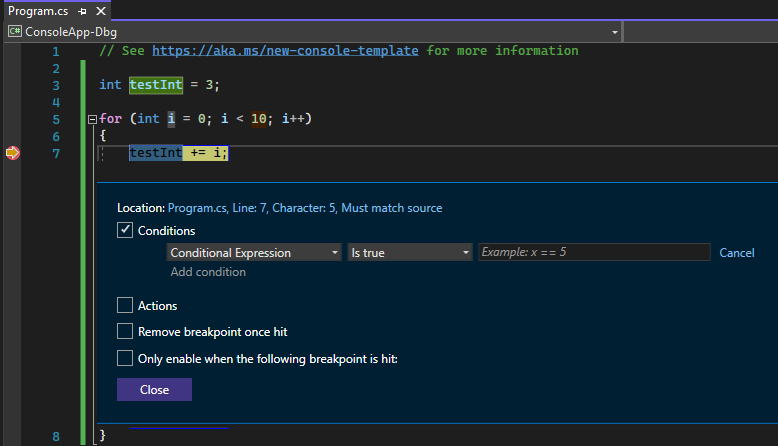 Program.cs
C# ConsoleApp-Dbg
1 // See https://aka.ms/new-console-template for more information
2
3 int testInt = 3;
4
5 for (int i = 0; i < 10; i++)
6 {
7 testInt += i;
Location: Program.cs, Line: 7, Character: 5, Must match source
Conditions
Conditional Expression Is true Example: x == 5 Cancel
Add condition
Actions
Remove breakpoint once hit
Only enable when the following breakpoint is hit:
Close
8 }